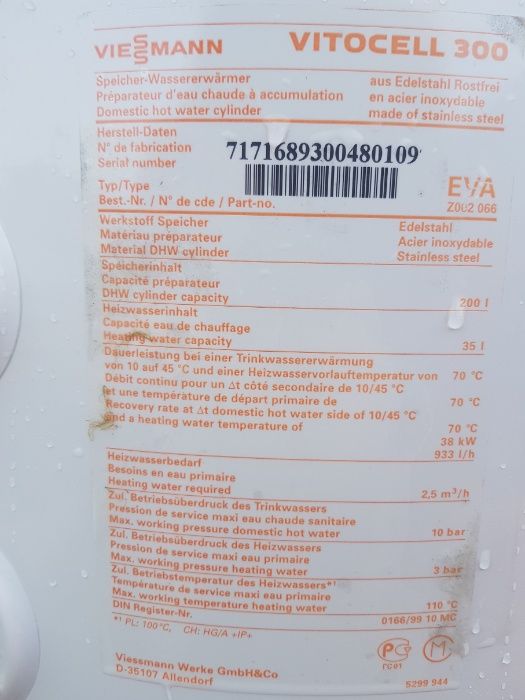 VIESSMANN VITOCELL 300
Speicher-Wassererwärmer aus Edelstahl Rostfrei
Préparateur d'eau chaude à accumulation en acier inoxydable
Domestic hot water cylinder made of stainless steel
Herstell-Daten
N° de fabrication 7171689300480109
Serial number
Typ/Type EVA
Best.-Nr. / N° de cde / Part-no. Z002 066
Werkstoff Speicher Edelstahl
Matériau préparateur Acier inoxydable
Material DHW cylinder Stainless steel
Speicherinhalt
Capacité préparateur
DHW cylinder capacity 200 l
Heizwasserinhalt
Capacité eau de chauffage
Heating water capacity 35 l
Dauerleistung bei einer Trinkwassererwärmung
von 10 auf 45 °C und einer Heizwasservorlauftemperatur von 70 °C
Débit continu pour un Δt côté secondaire de 10/45 °C
et une température de départ primaire de 70 °C
Recovery rate at Δt domestic hot water side of 10/45 °C
and a heating water temperature of 70 °C
38 kW
933 l/h
Heizwasserbedarf
Besoins en eau primaire
Heating water required 2,5 m³/h
Zul. Betriebsüberdruck des Trinkwassers
Pression de service maxi eau chaude sanitaire
Max. working pressure domestic hot water 10 bar
Zul. Betriebsüberdruck des Heizwassers
Pression de service maxi eau primaire
Max. working pressure heating water 3 bar
Zul. Betriebstemperatur des Heizwassers*¹
Température de service maxi eau primaire
Max. working temperature heating water 110 °C
DIN Register-Nr. 0166/99 10 MC
*¹ PL: 100°C, CH: HG/A +IP+
Viessmann Werke GmbH&Co
D-35107 Allendorf 5299 944